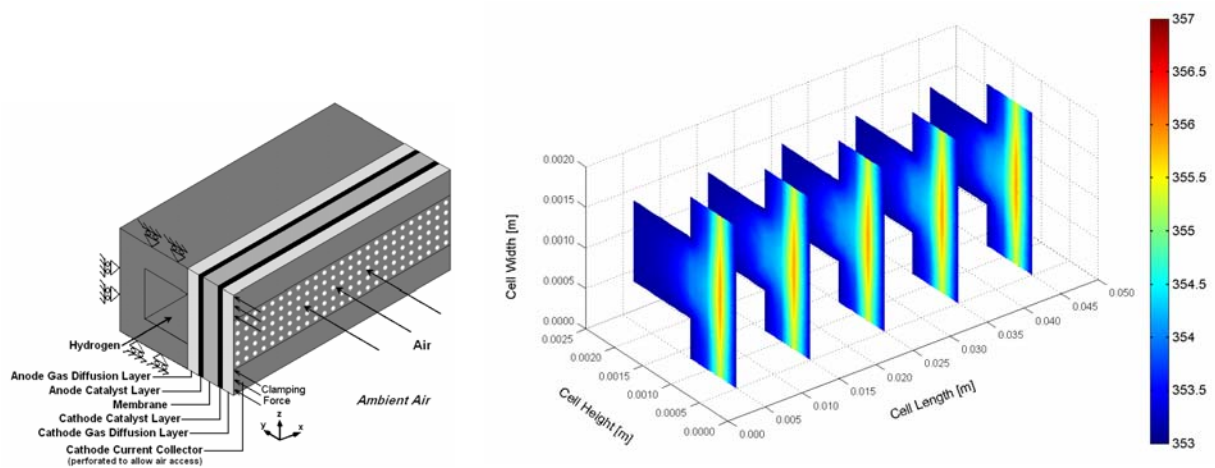 Hydrogen
Anode Gas Diffusion Layer
Anode Catalyst Layer
Membrane
Cathode Catalyst Layer
Cathode Gas Diffusion Layer
Cathode Current Collector
(perforated to allow air access)
Air
Clamping
Force
Ambient Air
z
y
x
Cell Width [m]
0.0020
0.0015
0.0010
0.0005
0.0000
0.0025
0.0020
0.0015
0.0010
0.0005
0.0000
Cell Height [m]
0.000
0.005
0.010
0.015
0.020
0.025
0.030
0.035
0.040
0.045
0.050
Cell Length [m]
357
356.5
356
355.5
355
354.5
354
353.5
353